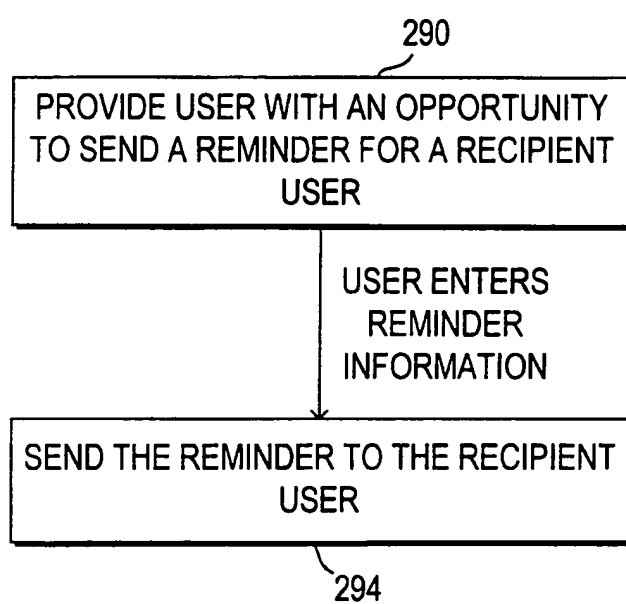 290
PROVIDE USER WITH AN OPPORTUNITY
TO SEND A REMINDER FOR A RECIPIENT
USER
USER ENTERS
REMINDER
INFORMATION
SEND THE REMINDER TO THE RECIPIENT
USER
294